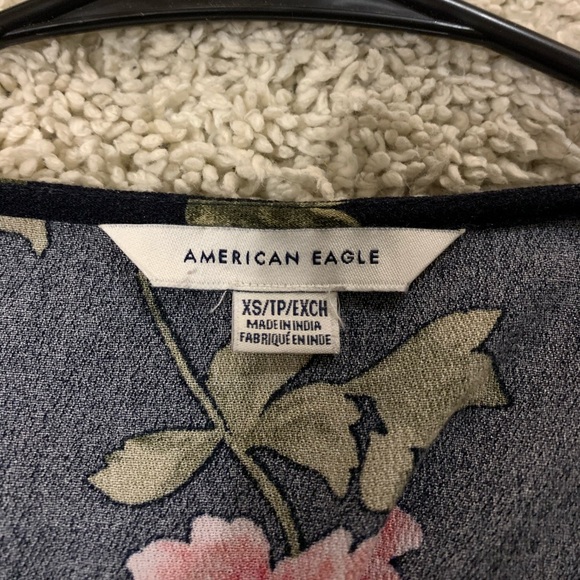 AMERICAN EAGLE
XS/TP/EXCH
MADE IN INDIA
FABRIQUÉ EN INDE